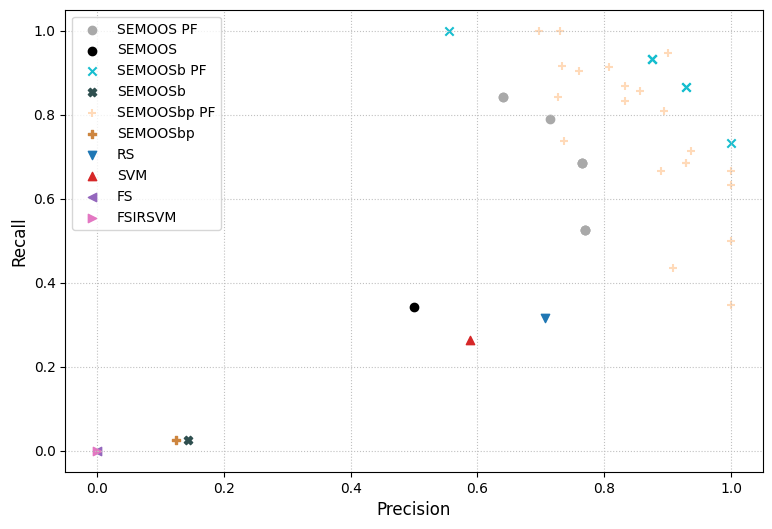 SEMOOS PF
SEMOOS
SEMOOSb PF
SEMOOSb
SEMOOSbp PF
SEMOOSbp
RS
SVM
FS
FSIRSVM
1.0
0.8
0.6
0.4
0.2
0.0
Recall
0.0 0.2 0.4 0.6 0.8 1.0
Precision